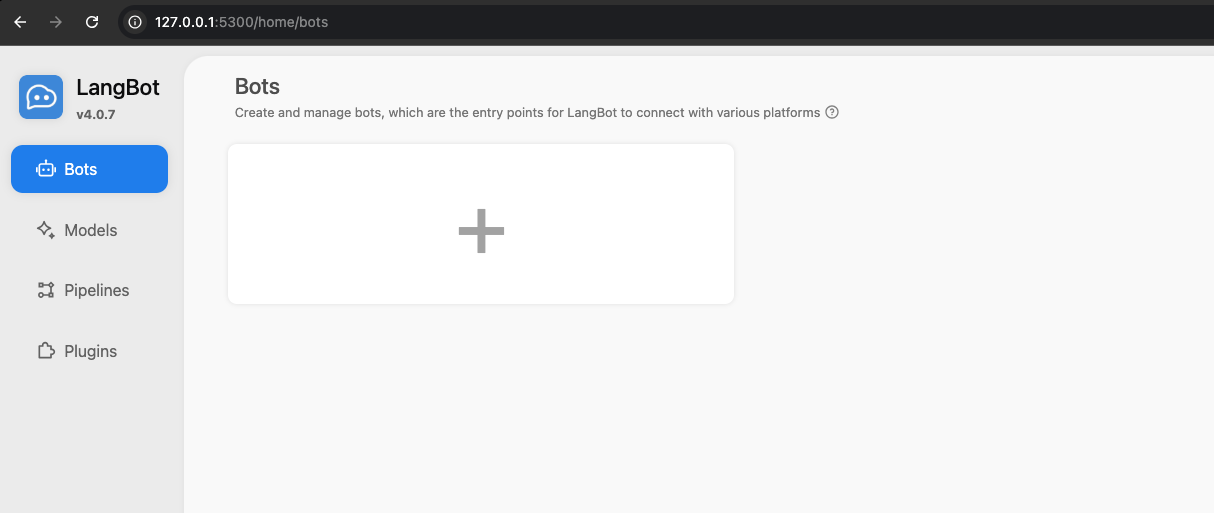 127.0.0.1:5300/home/bots
LangBot
v4.0.7
Bots
Models
Pipelines
Plugins
Bots
Create and manage bots, which are the entry points for LangBot to connect with various platforms